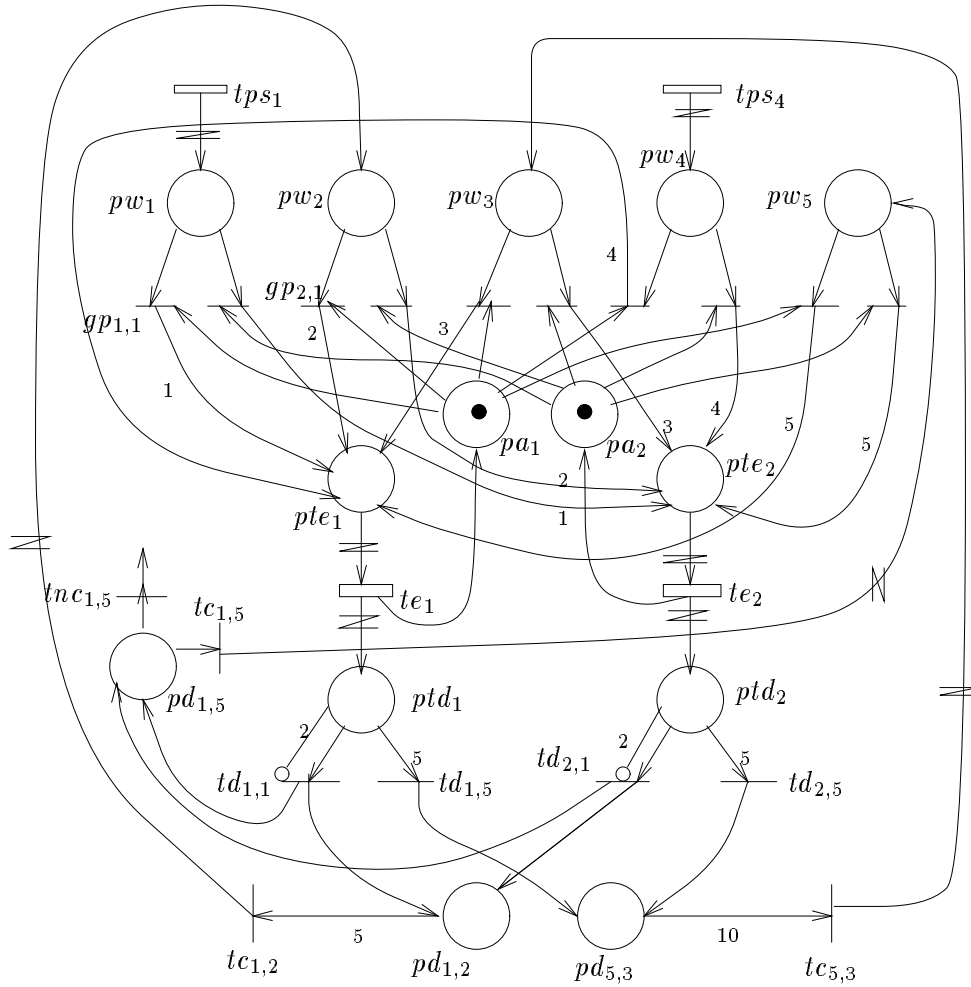 tps1 tps4
pw1 pw2 pw3 pw4 pw5
4
gp1,1 gp2,1
2 3
1 3 4 5 5
pa1 pa2
pte1 pte2
2
1
tnc1,5 tc1,5 te1 te2
pd1,5 ptd1 ptd2
2 5 2 5
td1,1 td1,5 td2,1 td2,5
5 10
tc1,2 pd1,2 pd5,3 tc5,3